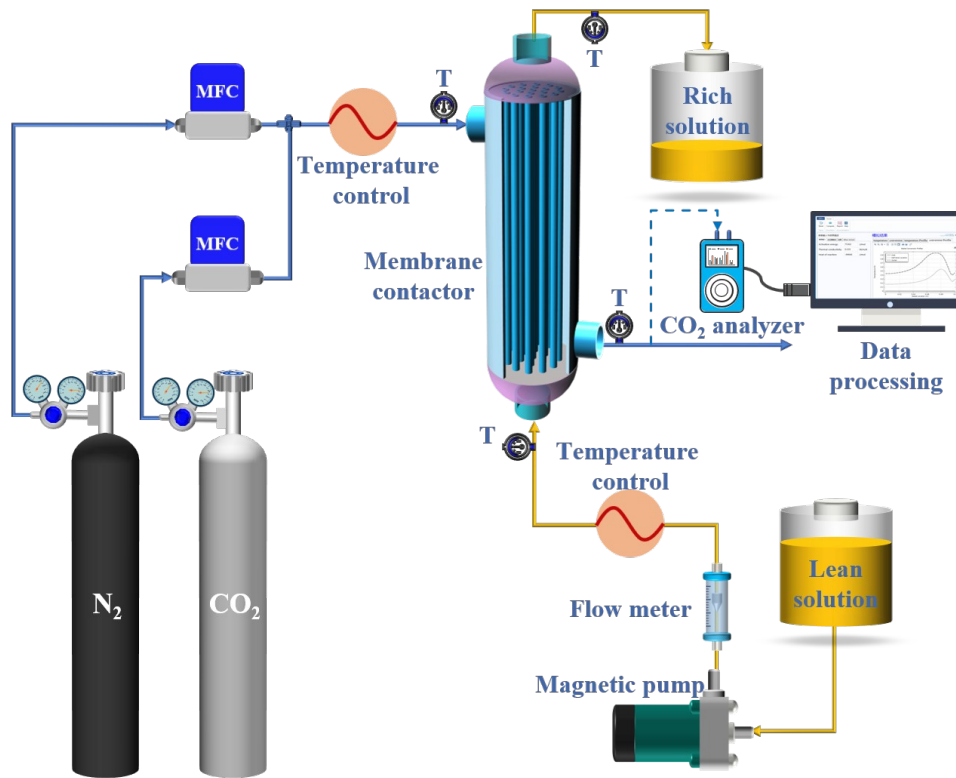 MFC
T
T
Rich
solution
Temperature
control
MFC
Membrane
contactor
T
CO₂ analyzer
Data
processing
T
Temperature
control
N₂
CO₂
Lean
solution
Flow meter
Magnetic pump